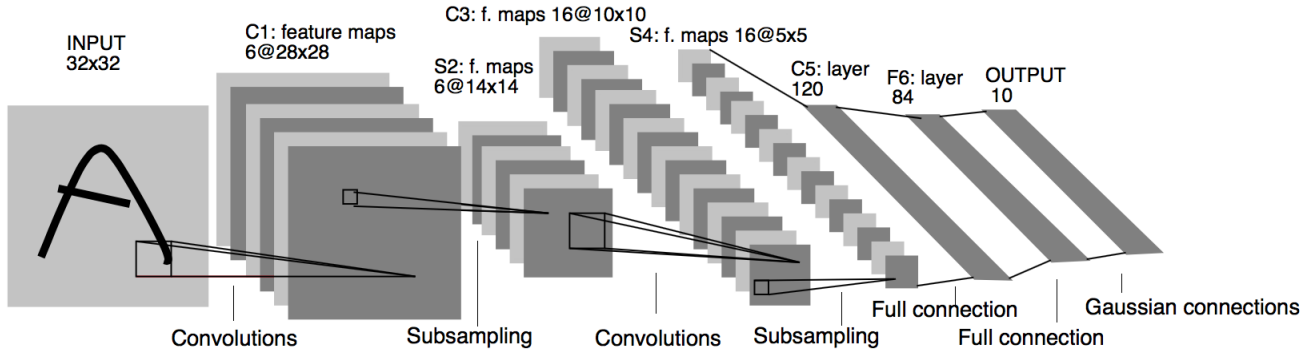 INPUT
32x32
C1: feature maps
6@28x28
S2: f. maps
6@14x14
C3: f. maps 16@10x10
S4: f. maps 16@5x5
C5: layer
120
F6: layer
84
OUTPUT
10
Convolutions
Subsampling
Convolutions
Subsampling
Full connection
Full connection
Gaussian connections